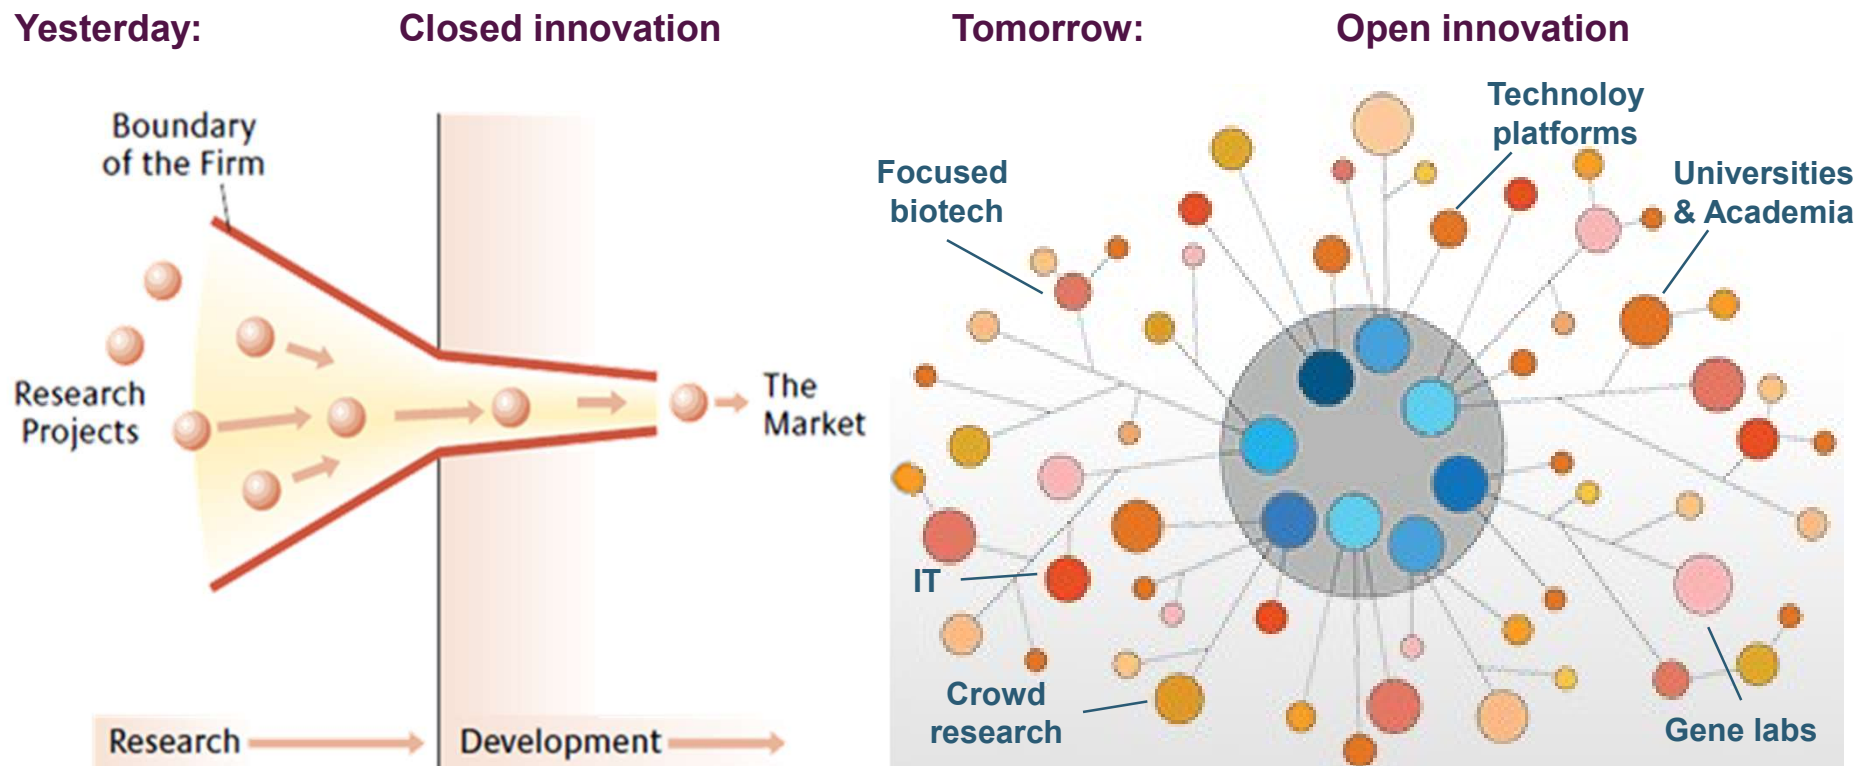 Yesterday:
Closed innovation
Boundary
of the Firm
Research
Projects
The
Market
Research
Development
Tomorrow:
Open innovation
Technoloy
platforms
Focused
biotech
Universities
& Academia
IT
Crowd
research
Gene labs